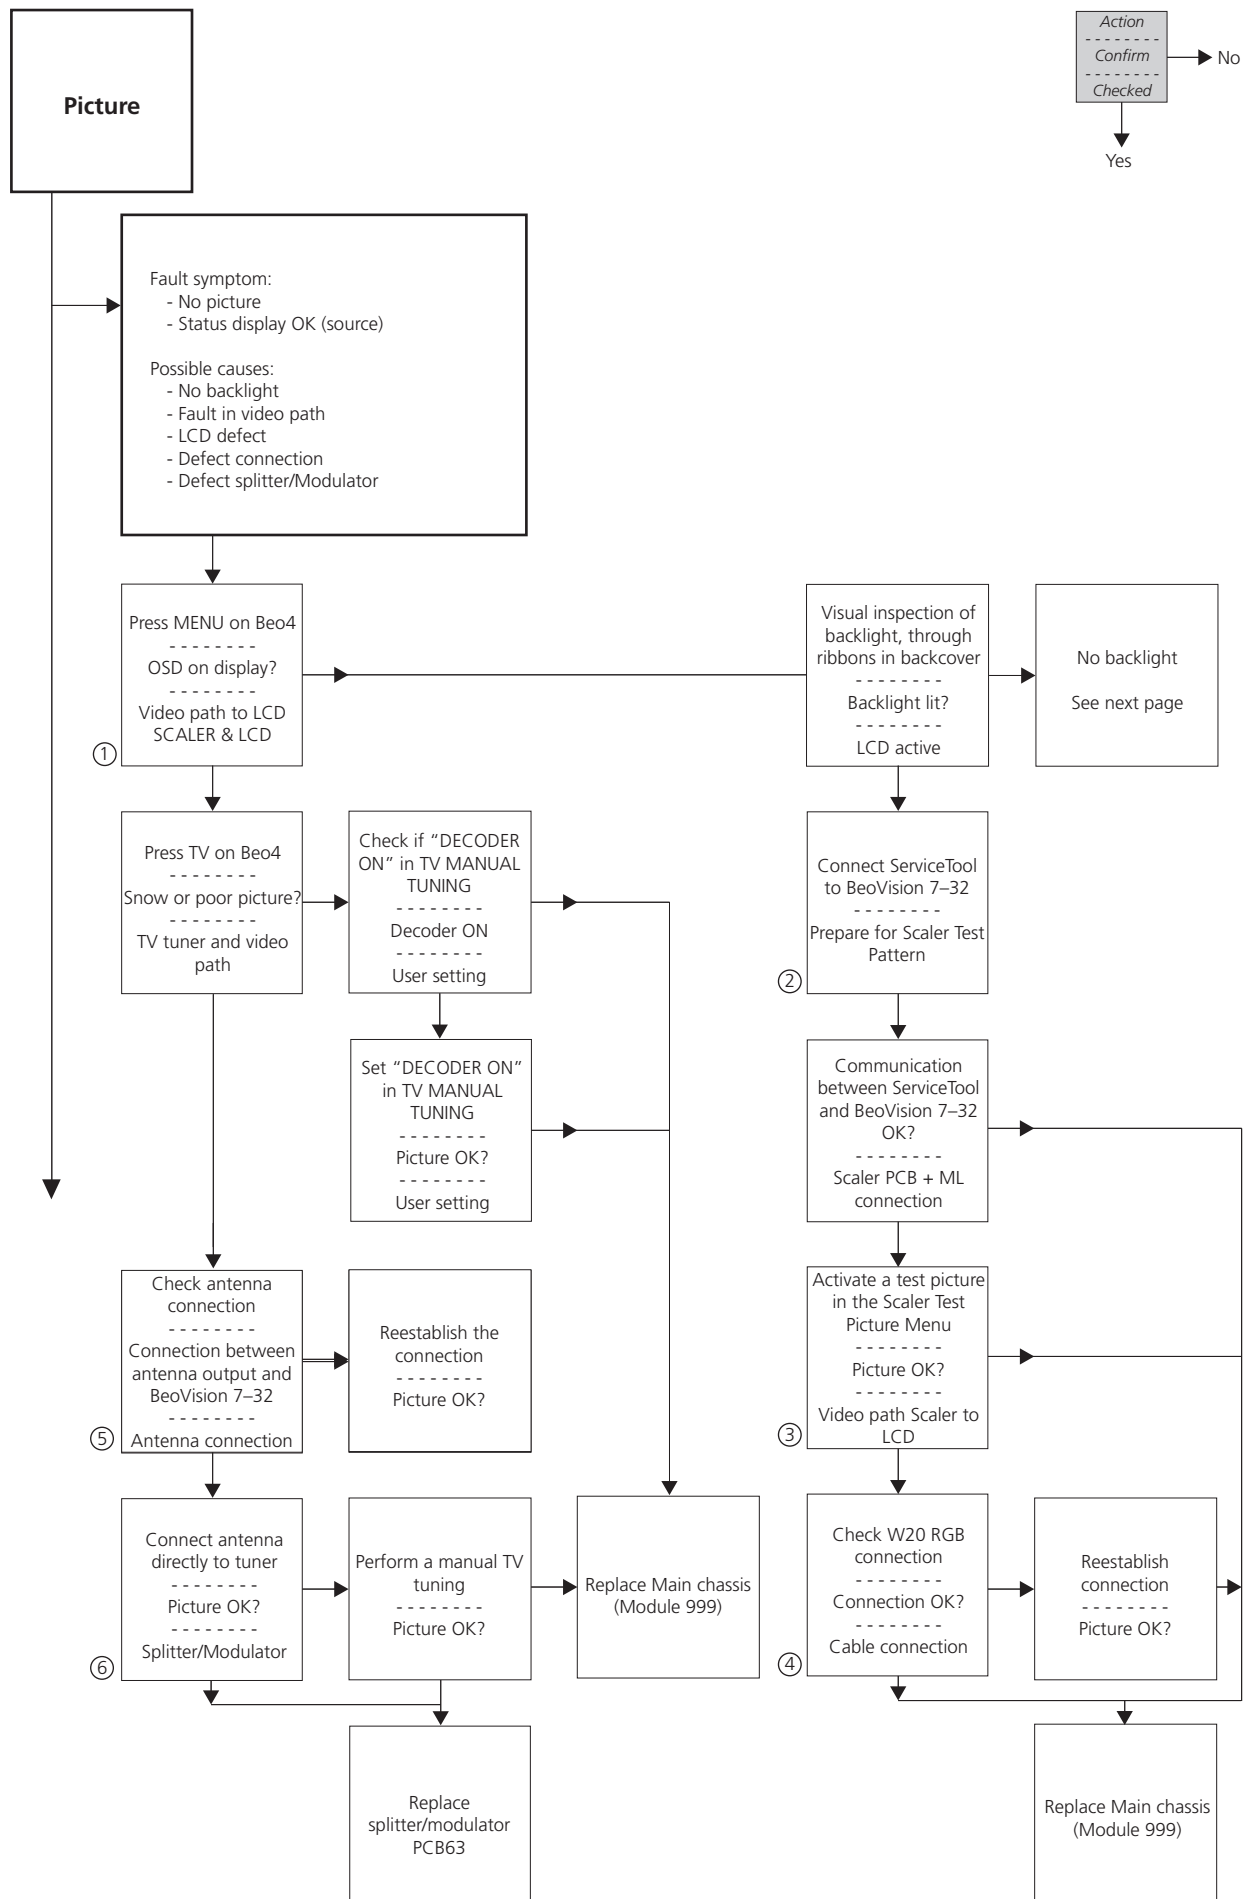 Picture
Action
- - - - - - - -
Confirm
- - - - - - - -
Checked
No
Yes
Fault symptom:
- No picture
- Status display OK (source)
Possible causes:
- No backlight
- Fault in video path
- LCD defect
- Defect connection
- Defect splitter/Modulator
Press MENU on Beo4
- - - - - - - -
OSD on display?
- - - - - - - -
Video path to LCD
SCALER & LCD
1
Visual inspection of
backlight, through
ribbons in backcover
- - - - - - - -
Backlight lit?
- - - - - - - -
LCD active
No backlight
See next page
Press TV on Beo4
- - - - - - - -
Snow or poor picture?
- - - - - - - -
TV tuner and video
path
Check if “DECODER
ON” in TV MANUAL
TUNING
- - - - - - - -
Decoder ON
- - - - - - - -
User setting
Connect ServiceTool
to BeoVision 7–32
- - - - - - - -
Prepare for Scaler Test
Pattern
2
Set “DECODER ON”
in TV MANUAL
TUNING
- - - - - - - -
Picture OK?
- - - - - - - -
User setting
Communication
between ServiceTool
and BeoVision 7–32
OK?
- - - - - - - -
Scaler PCB + ML
connection
Check antenna
connection
- - - - - - - -
Connection between
antenna output and
BeoVision 7–32
- - - - - - - -
Antenna connection
5
Reestablish the
connection
- - - - - - - -
Picture OK?
Activate a test picture
in the Scaler Test
Picture Menu
- - - - - - - -
Picture OK?
- - - - - - - -
Video path Scaler to
LCD
3
Connect antenna
directly to tuner
- - - - - - - -
Picture OK?
- - - - - - - -
Splitter/Modulator
6
Perform a manual TV
tuning
- - - - - - - -
Picture OK?
Replace Main chassis
(Module 999)
Check W20 RGB
connection
- - - - - - - -
Connection OK?
- - - - - - - -
Cable connection
4
Reestablish
connection
- - - - - - - -
Picture OK?
Replace
splitter/modulator
PCB63
Replace Main chassis
(Module 999)